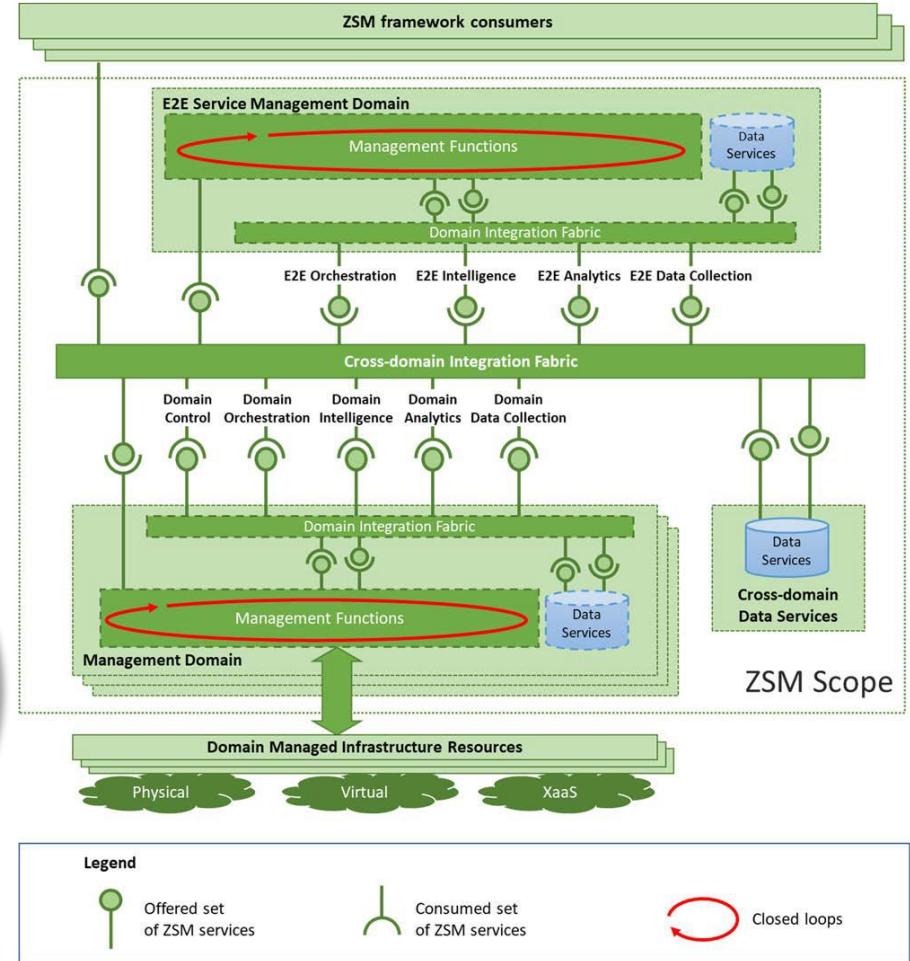 ZSM framework consumers
E2E Service Management Domain
Management Functions
Data
Services
Domain Integration Fabric
E2E Orchestration
E2E Intelligence
E2E Analytics
E2E Data Collection
Cross-domain Integration Fabric
Domain
Control
Domain
Orchestration
Domain
Intelligence
Domain
Analytics
Domain
Data Collection
Domain Integration Fabric
Data
Services
Cross-domain
Data Services
Management Functions
Data
Services
Management Domain
ZSM Scope
Domain Managed Infrastructure Resources
Physical
Virtual
XaaS
Legend
Offered set
of ZSM services
Consumed set
of ZSM services
Closed loops